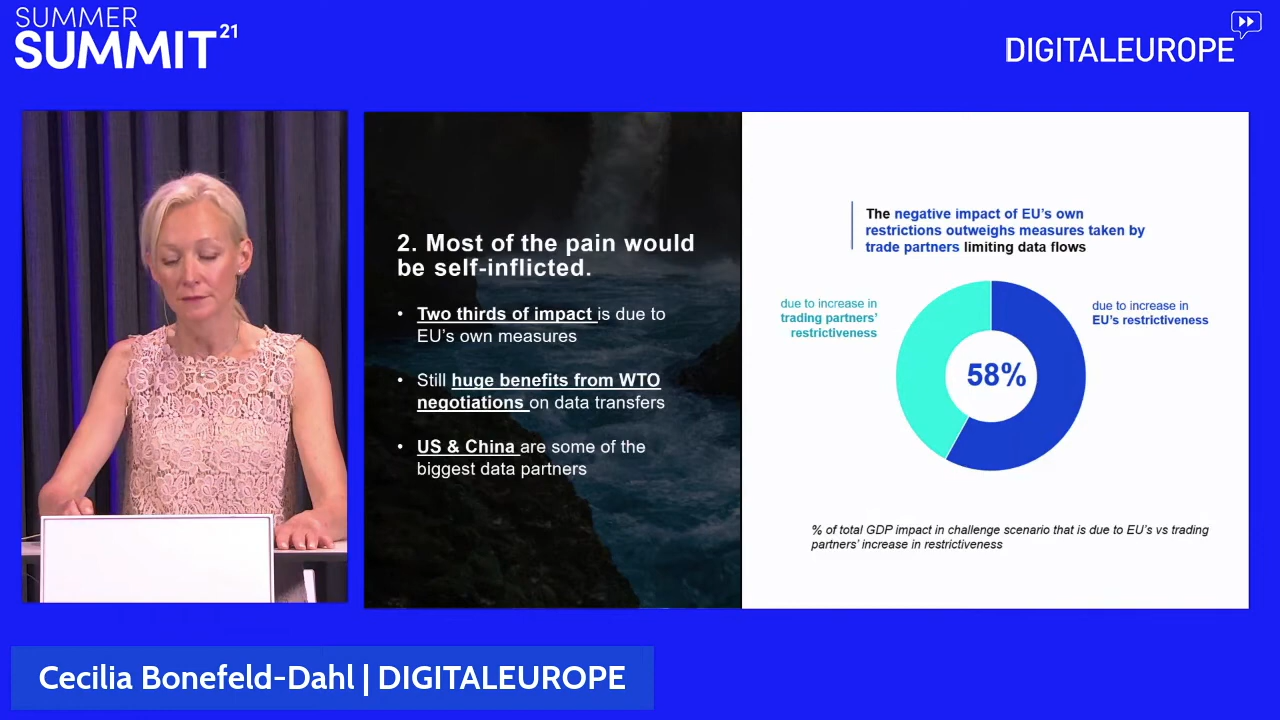 SUMMER
SUMMIT21
DIGITALEUROPE
2. Most of the pain would
be self-inflicted.
• Two thirds of impact is due to
EU's own measures
• Still huge benefits from WTO
negotiations on data transfers
• US & China are some of the
biggest data partners
The negative impact of EU's own
restrictions outweighs measures taken by
trade partners limiting data flows
due to increase in
trading partners'
restrictiveness
58%
due to increase in
EU's restrictiveness
% of total GDP impact in challenge scenario that is due to EU's vs trading
partners' increase in restrictiveness
Cecilia Bonefeld-Dahl | DIGITALEUROPE